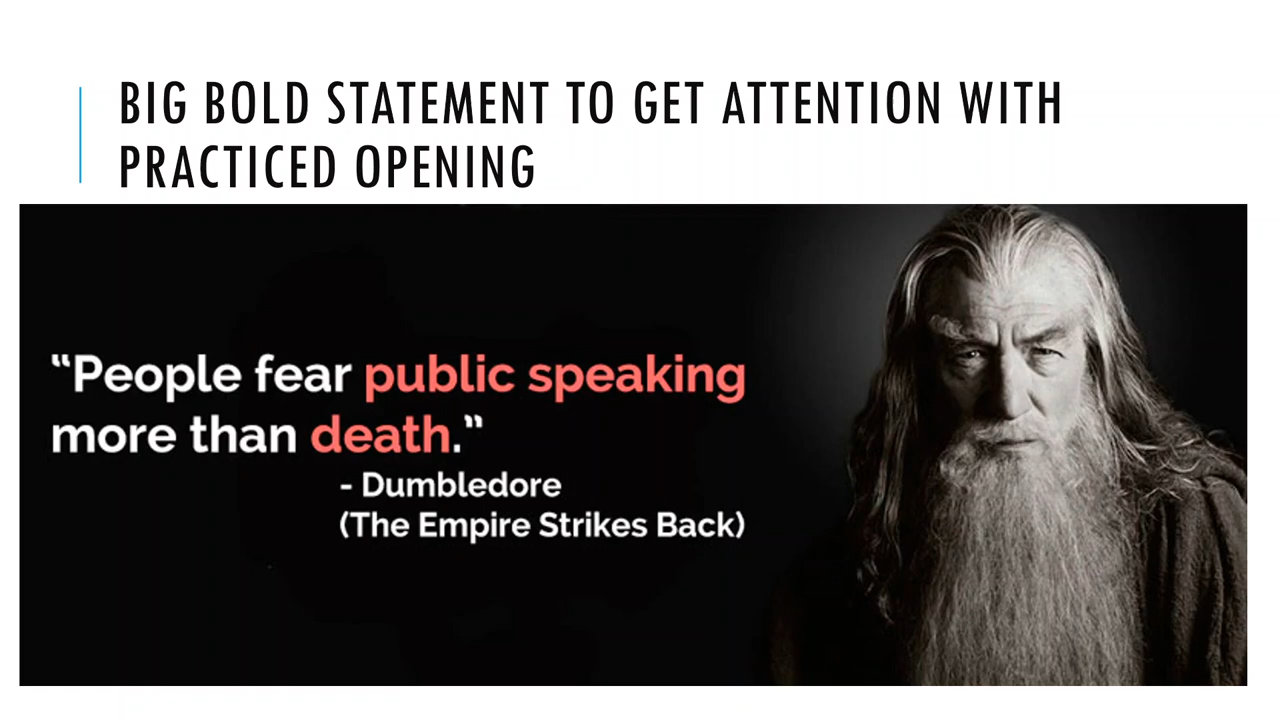 BIG BOLD STATEMENT TO GET ATTENTION WITH
PRACTICED OPENING
“People fear public speaking
more than death.”
- Dumbledore
(The Empire Strikes Back)